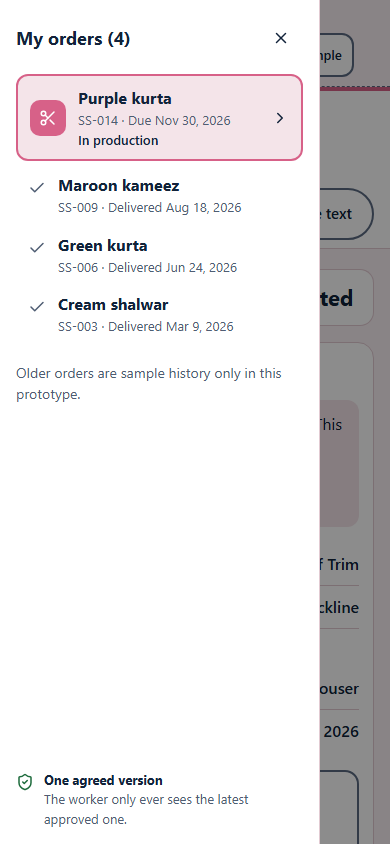 My orders (4)
Purple kurta
SS-014 · Due Nov 30, 2026
In production
Maroon kameez
SS-009 · Delivered Aug 18, 2026
Green kurta
SS-006 · Delivered Jun 24, 2026
Cream shalwar
SS-003 · Delivered Mar 9, 2026
Older orders are sample history only in this
prototype.
One agreed version
The worker only ever sees the latest
approved one.
text
Trim
2026